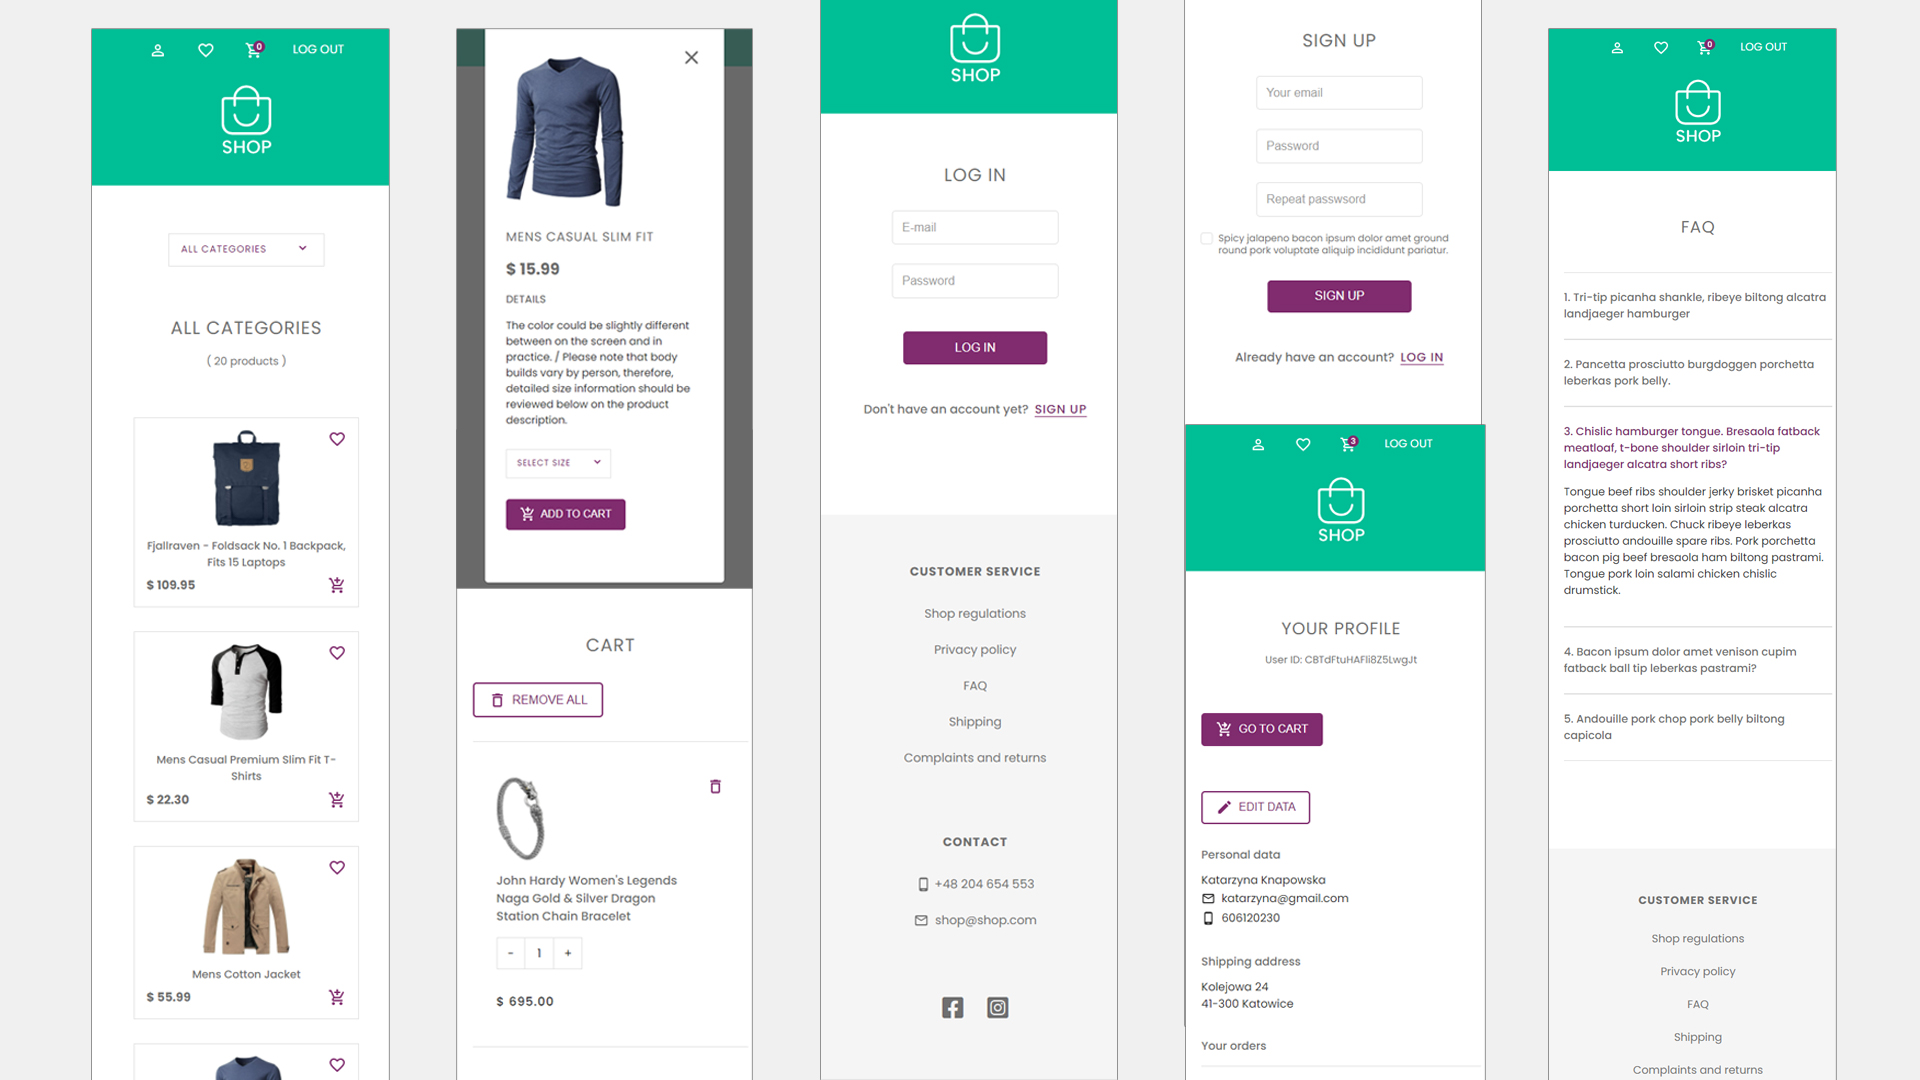 0
LOG OUT
SHOP
ALL CATEGORIES
ALL CATEGORIES
( 20 products )
Fjallraven - Foldsack No. 1 Backpack,
Fits 15 Laptops
$ 109.95
Mens Casual Premium Slim Fit T-
Shirts
$ 22.30
Mens Cotton Jacket
$ 55.99
MENS CASUAL SLIM FIT
$ 15.99
DETAILS
The color could be slightly different
between on the screen and in
practice. / Please note that body
builds vary by person, therefore,
detailed size information should be
reviewed below on the product
description.
SELECT SIZE
ADD TO CART
CART
REMOVE ALL
John Hardy Women's Legends
Naga Gold & Silver Dragon
Station Chain Bracelet
- 1 +
$ 695.00
SHOP
LOG IN
E-mail
Password
LOG IN
Don't have an account yet? SIGN UP
CUSTOMER SERVICE
Shop regulations
Privacy policy
FAQ
Shipping
Complaints and returns
CONTACT
+48 204 654 553
shop@shop.com
SIGN UP
Your email
Password
Repeat passwsord
Spicy jalapeno bacon ipsum dolor amet ground
round pork voluptate aliquip incididunt pariatur.
SIGN UP
Already have an account? LOG IN
3
LOG OUT
SHOP
YOUR PROFILE
User ID: CBTdFtuHAFIi8Z5LwgJt
GO TO CART
EDIT DATA
Personal data
Katarzyna Knapowska
katarzyna@gmail.com
606120230
Shipping address
Kolejowa 24
41-300 Katowice
Your orders
0
LOG OUT
SHOP
FAQ
1. Tri-tip picanha shankle, ribeye biltong alcatra
landjaeger hamburger
2. Pancetta prosciutto burgdoggen porchetta
leberkas pork belly.
3. Chislic hamburger tongue. Bresaola fatback
meatloaf, t-bone shoulder sirloin tri-tip
landjaeger alcatra short ribs?
Tongue beef ribs shoulder jerky brisket picanha
porchetta short loin sirloin strip steak alcatra
chicken turducken. Chuck ribeye leberkas
prosciutto andouille spare ribs. Pork porchetta
bacon pig beef bresaola ham biltong pastrami.
Tongue pork loin salami chicken chislic
drumstick.
4. Bacon ipsum dolor amet venison cupim
fatback ball tip leberkas pastrami?
5. Andouille pork chop pork belly biltong
capicola
CUSTOMER SERVICE
Shop regulations
Privacy policy
FAQ
Shipping
Complaints and returns